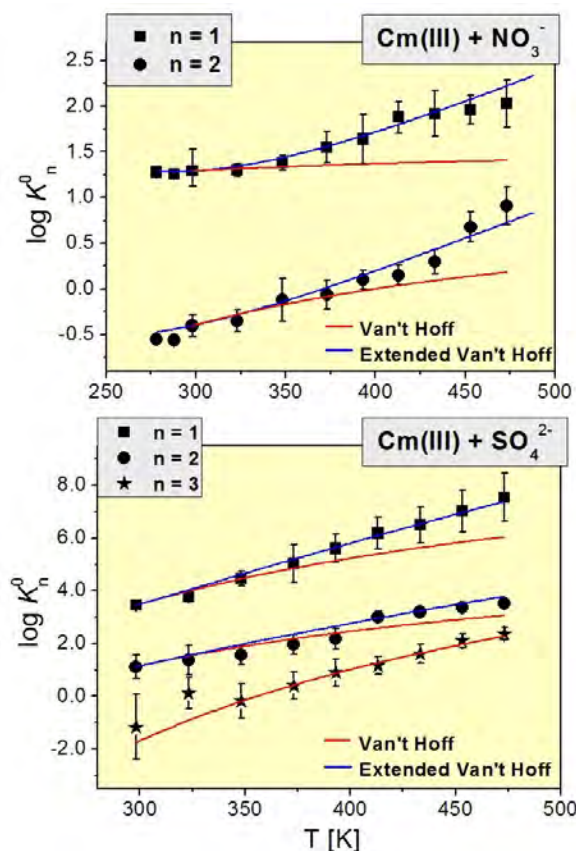 n = 1
n = 2
Cm(III) + NO₃⁻
2.5
2.0
1.5
1.0
0.5
0.0
-0.5
log K⁰ₙ
Van't Hoff
Extended Van't Hoff
250 300 350 400 450 500
n = 1
n = 2
n = 3
Cm(III) + SO₄²⁻
8.0
6.0
4.0
2.0
0.0
-2.0
log K⁰ₙ
Van't Hoff
Extended Van't Hoff
300 350 400 450 500
T [K]